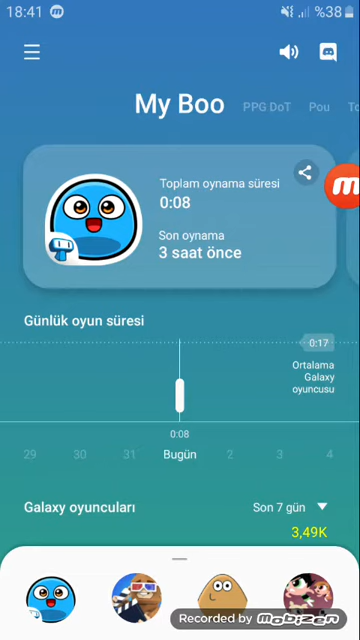 18:41 %38
My Boo PPG DoT Pou
Toplam oynama süresi
0:08
Son oynama
3 saat önce
Günlük oyun süresi
0:17
Ortalama
Galaxy
oyuncusu
0:08
29 30 31 Bugün 2 3 4
Galaxy oyuncuları Son 7 gün
3,49K
Recorded by mobizen